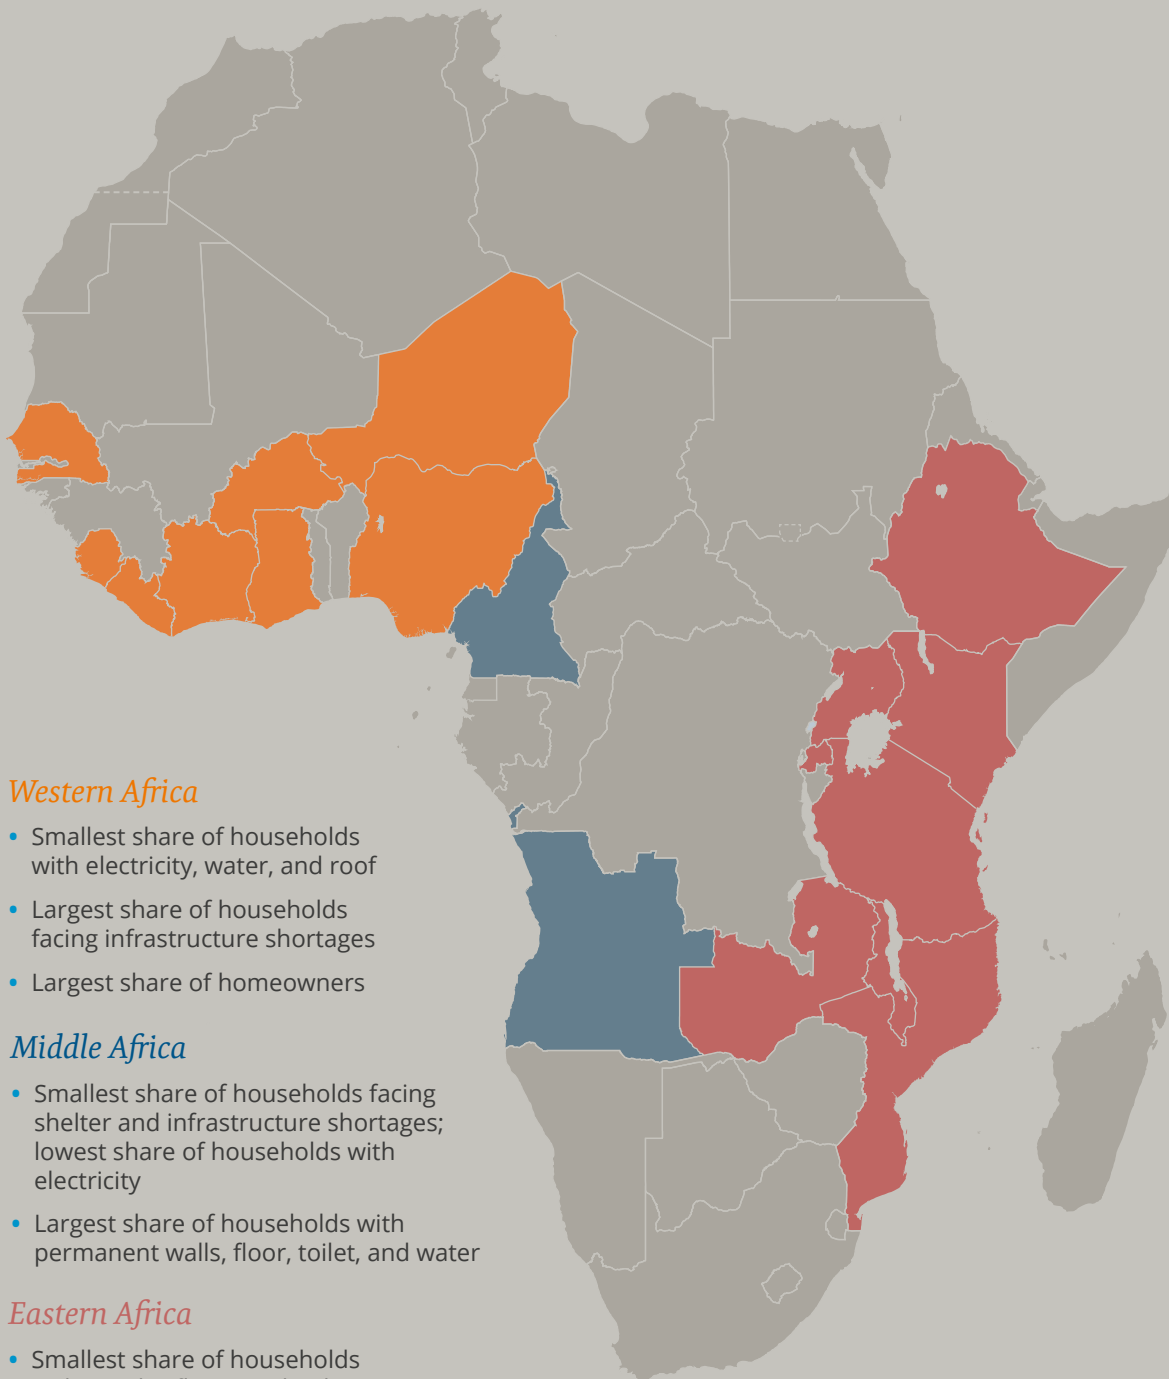 Western Africa
• Smallest share of households
with electricity, water, and roof
• Largest share of households
facing infrastructure shortages
• Largest share of homeowners
Middle Africa
• Smallest share of households facing
shelter and infrastructure shortages;
lowest share of households with
electricity
• Largest share of households with
permanent walls, floor, toilet, and water
Eastern Africa
• Smallest share of households